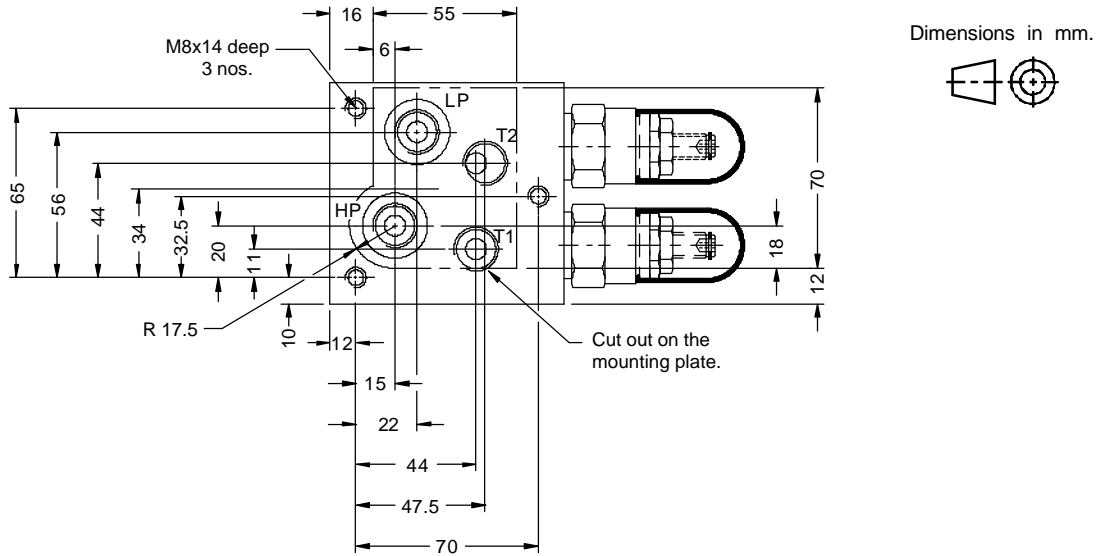 16
55
Dimensions in mm.
M8x14 deep
3 nos.
6
LP
T2
65
56
44
34
32.5
20
11
HP
T1
70
18
12
R 17.5
10
12
Cut out on the
mounting plate.
15
22
44
47.5
70